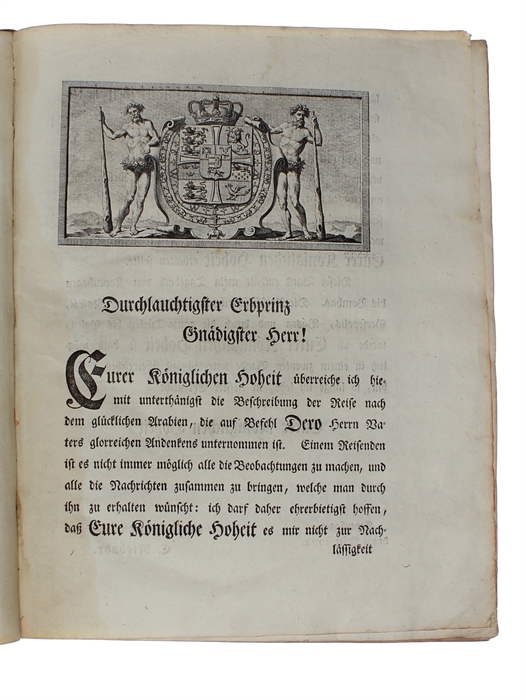 Durchlauchtigster Erbprinz
Gnädigster Herr!
Eurer Königlichen Hoheit überreiche ich hie-
mit unterthänigst die Beschreibung der Reise nach
dem glücklichen Arabien, die auf Befehl Dero Herrn Va-
ters glorreichen Andenkens unternommen ist. Einem Reisenden
ist es nicht immer möglich alle die Beobachtungen zu machen, und
alle die Nachrichten zusammen zu bringen, welche man durch
ihn zu erhalten wünscht: ich darf daher ehrerbietigst hoffen,
daß Eure Königliche Hoheit es mir nicht zur Nach-
lässigkeit